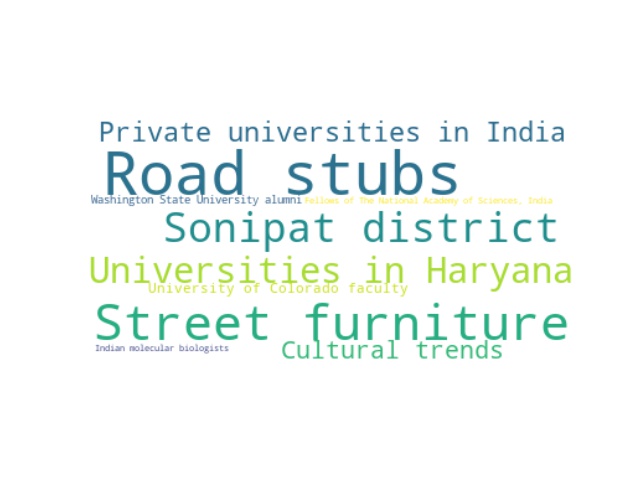 Private universities in India
Road stubs
Washington State University alumni
Fellows of The National Academy of Sciences, India
Sonipat district
Universities in Haryana
University of Colorado faculty
Street furniture
Indian molecular biologists
Cultural trends